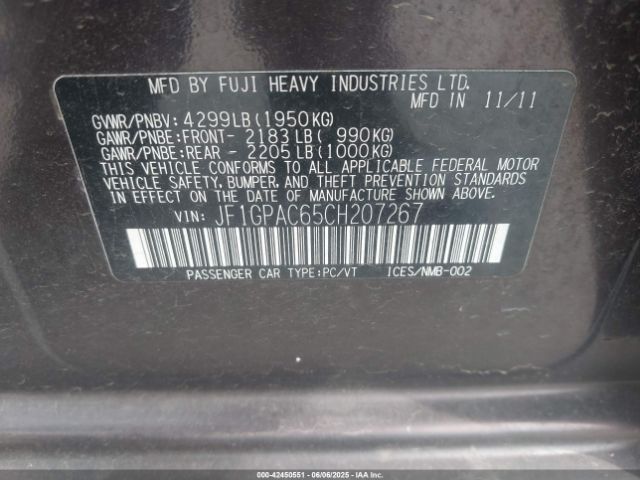 MFD BY FUJI HEAVY INDUSTRIES LTD.
MFD IN 11/11
GVWR/PNBV: 4299LB(1950KG)
GAWR/PNBE:FRONT- 2183LB( 990KG)
GAWR/PNBE:REAR - 2205LB(1000KG)
THIS VEHICLE CONFORMS TO ALL APPLICABLE FEDERAL MOTOR
VEHICLE SAFETY, BUMPER, AND THEFT PREVENTION STANDARDS
IN EFFECT ON THE DATE OF MANUFACTURE SHOWN ABOVE.
VIN: JF1GPAC65CH207267
PASSENGER CAR TYPE:PC/VT ICES/NMB-002
000-42450551 - 06/06/2025 - IAAI.COM